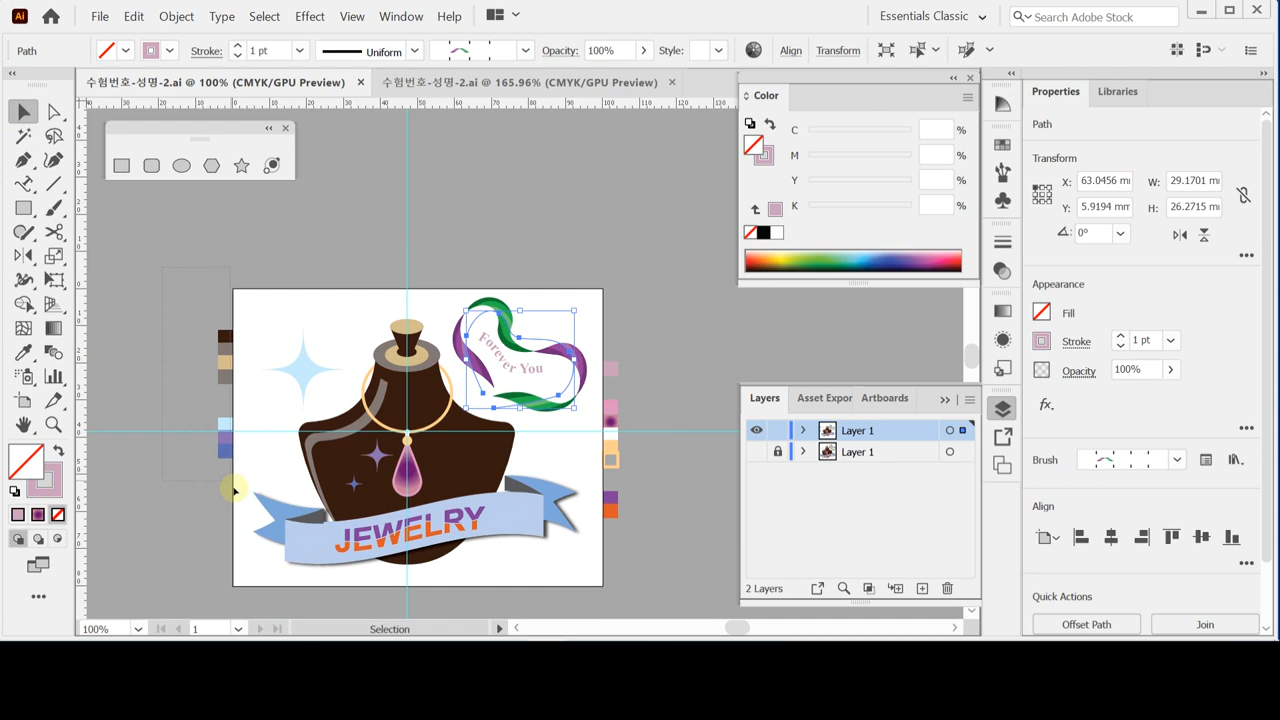 Ai File Edit Object Type Select Effect View Window Help Essentials Classic Search Adobe Stock
Path Stroke: 1 pt Uniform Opacity: 100% Style: Align Transform
수험번호-성명-2.ai @ 100% (CMYK/GPU Preview) × 수험번호-성명-2.ai @ 165.96% (CMYK/GPU Preview) ×
Color
C %
M %
Y %
K %
Properties Libraries
Path
Transform
X: 63.0456 mm W: 29.1701 mm
Y: 5.9194 mm H: 26.2715 mm
0°
Appearance
Fill
Stroke 1 pt
Opacity 100%
fx
Brush
Align
Quick Actions
Offset Path Join
Forever You
JEWELRY
Layers Asset Expor Artboards
Layer 1
Layer 1
2 Layers
100% 1 Selection